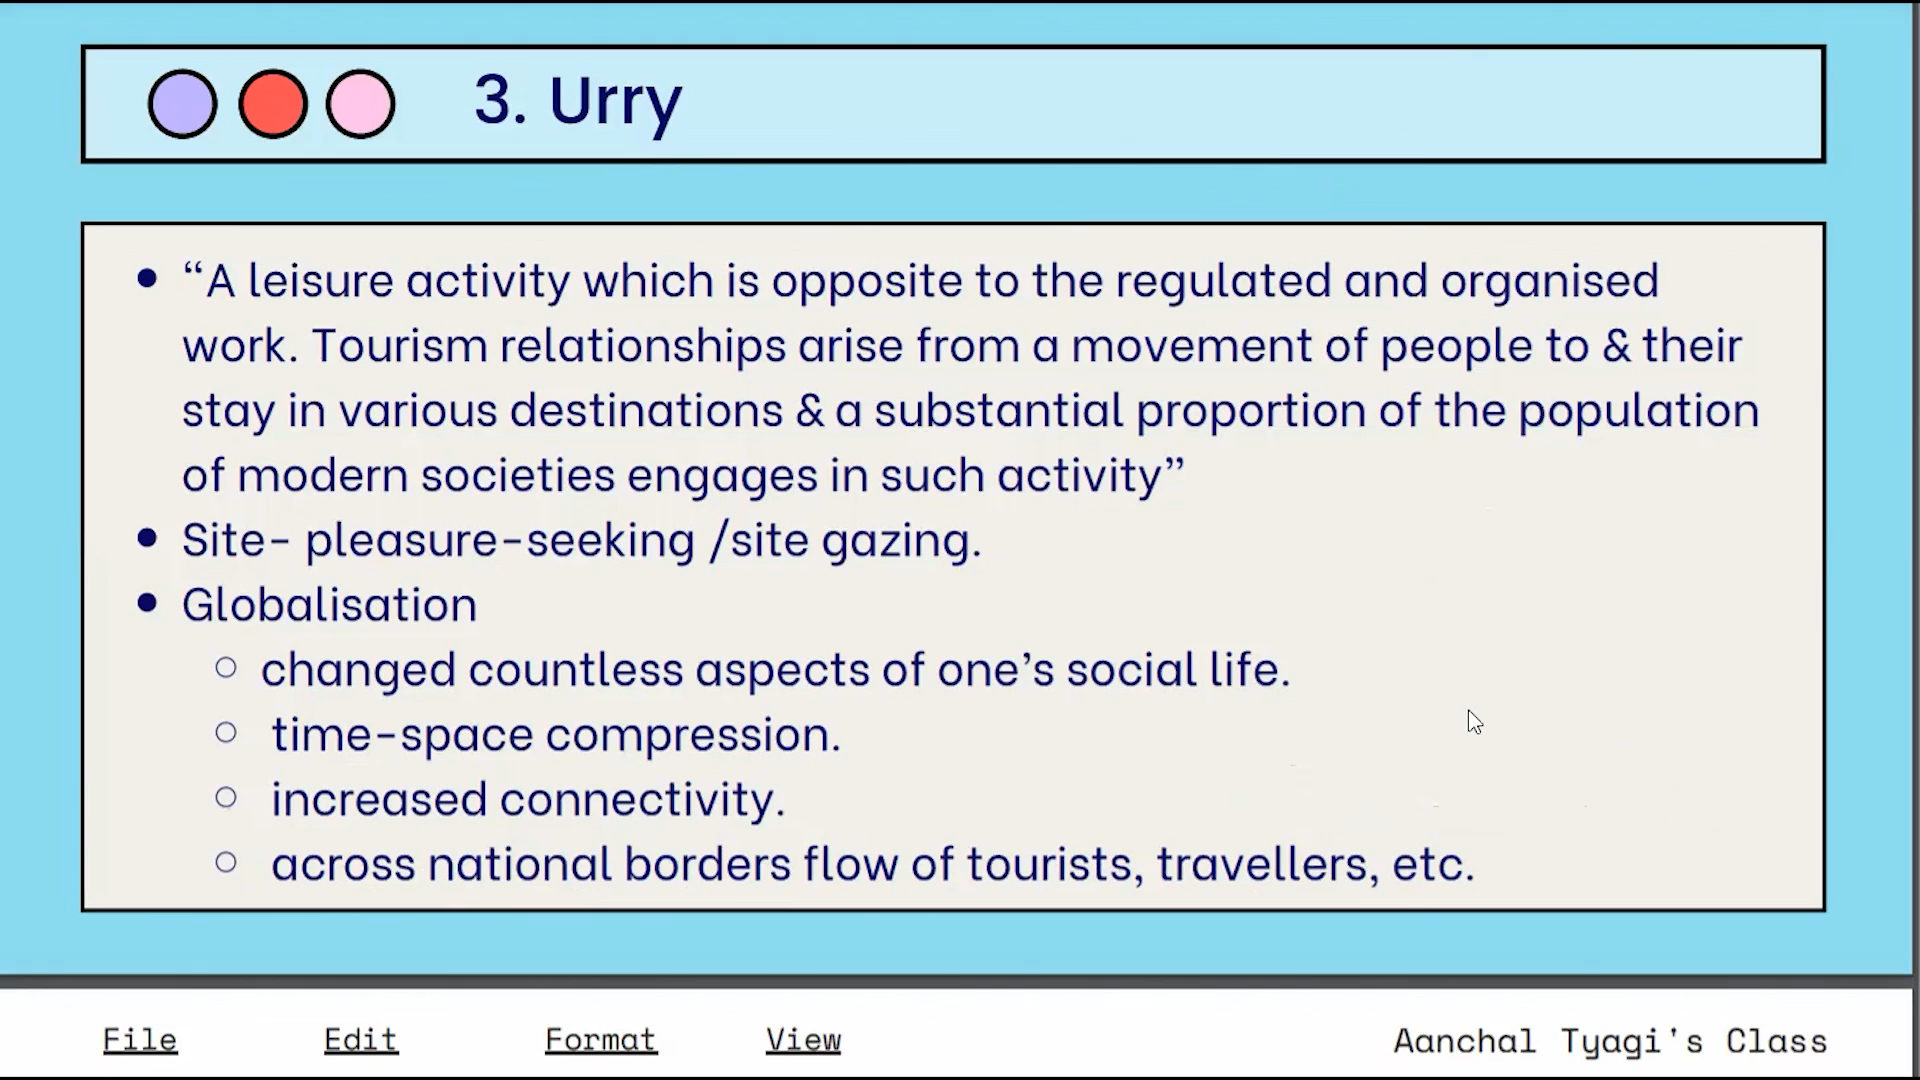 3. Urry
“A leisure activity which is opposite to the regulated and organised
work. Tourism relationships arise from a movement of people to & their
stay in various destinations & a substantial proportion of the population
of modern societies engages in such activity”
Site- pleasure-seeking /site gazing.
Globalisation
changed countless aspects of one’s social life.
time-space compression.
increased connectivity.
across national borders flow of tourists, travellers, etc.
File Edit Format View Aanchal Tyagi's Class